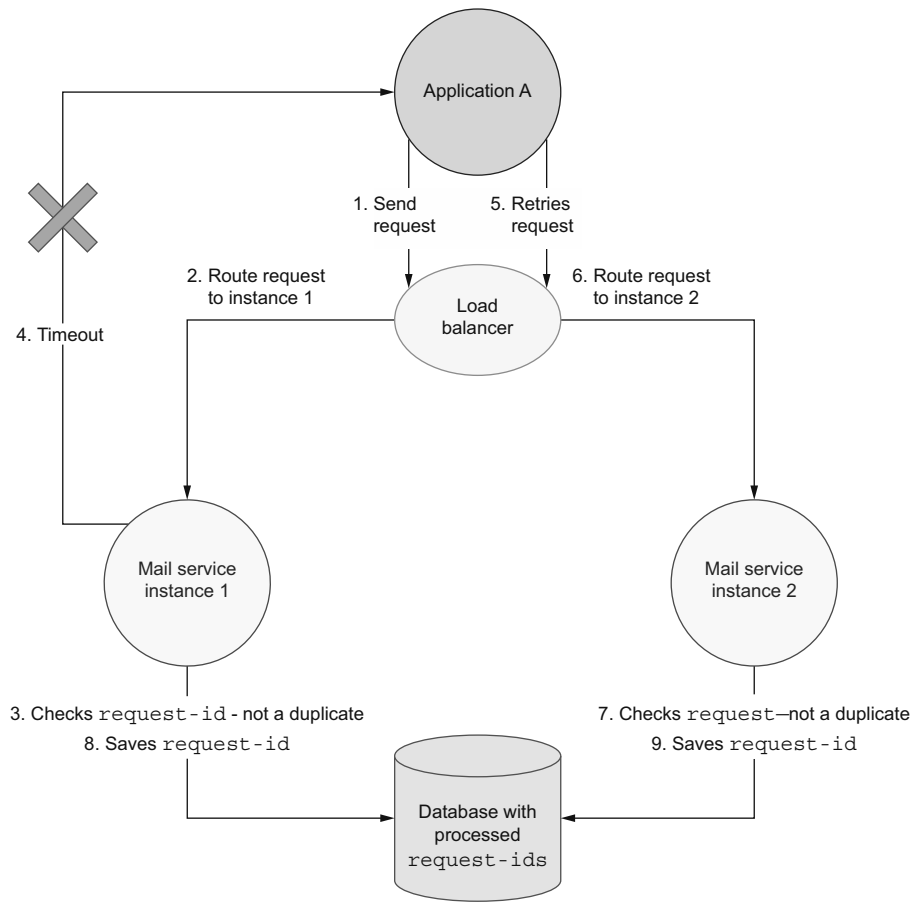 Application A
1. Send
request
5. Retries
request
2. Route request
to instance 1
6. Route request
to instance 2
Load
balancer
4. Timeout
Mail service
instance 1
Mail service
instance 2
3. Checks request-id - not a duplicate
8. Saves request-id
7. Checks request—not a duplicate
9. Saves request-id
Database with
processed
request-ids